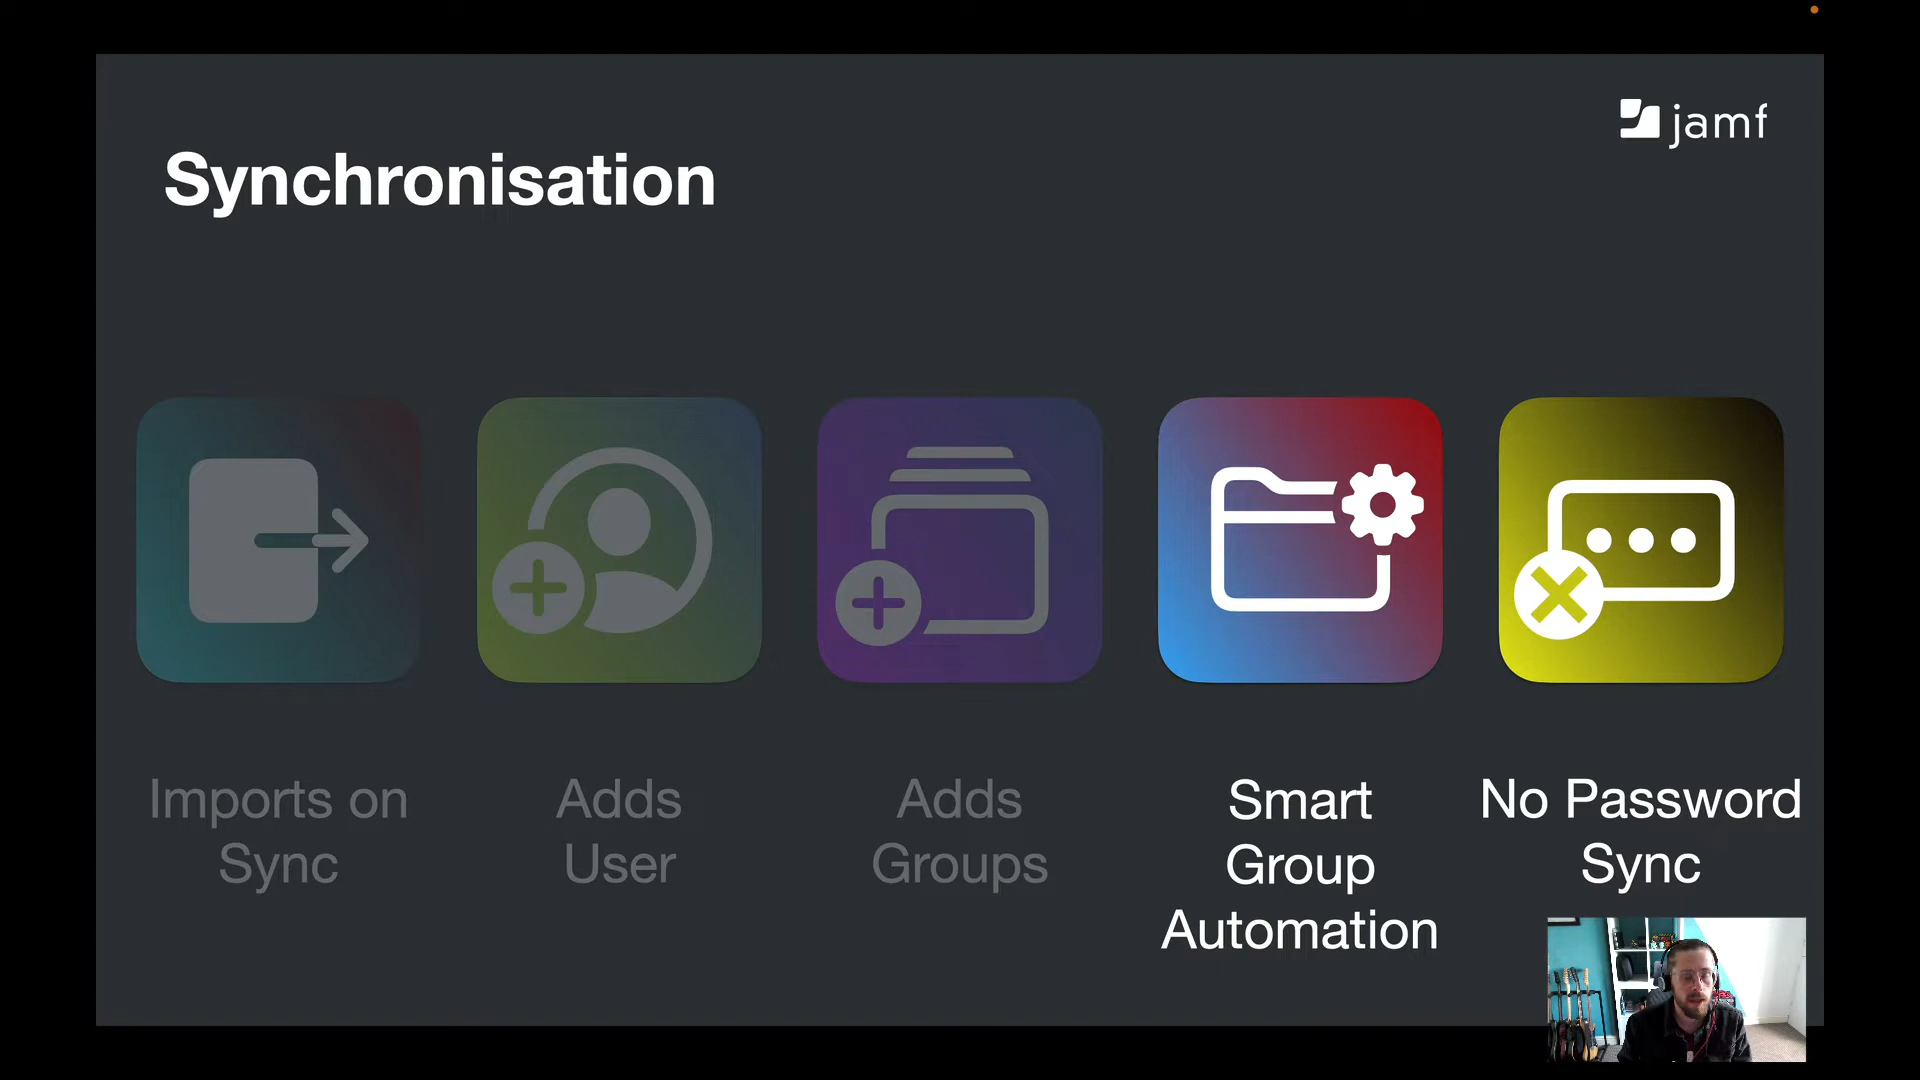 jamf
Synchronisation
Imports on
Sync
Adds
User
Adds
Groups
Smart
Group
Automation
No Password
Sync